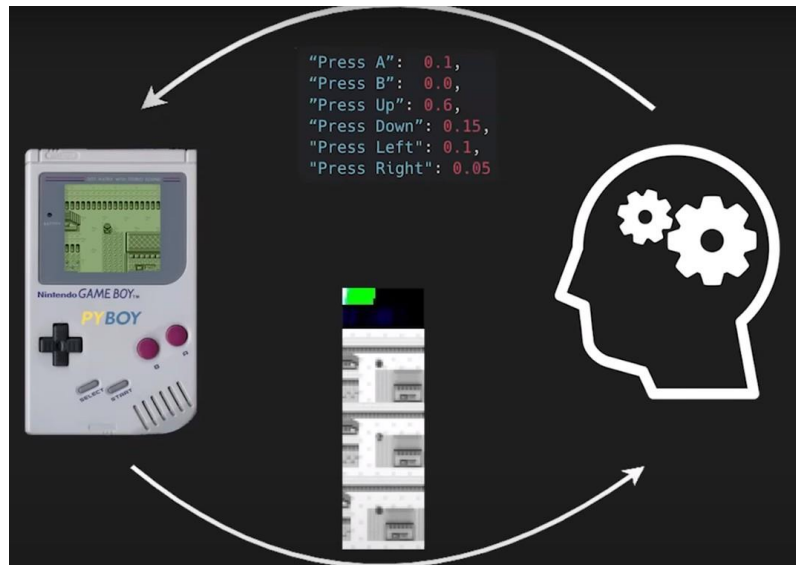 “Press A”: 0.1,
“Press B”: 0.0,
”Press Up”: 0.6,
“Press Down”: 0.15,
"Press Left": 0.1,
"Press Right": 0.05
Nintendo GAME BOY™
PYBOY
B A
SELECT START